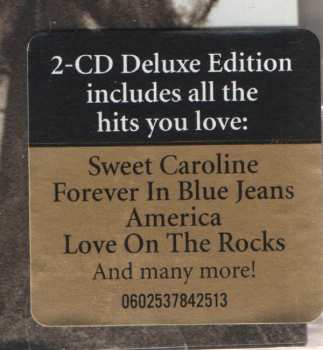 2-CD Deluxe Edition
includes all the
hits you love:
Sweet Caroline
Forever In Blue Jeans
America
Love On The Rocks
And many more!
0602537842513